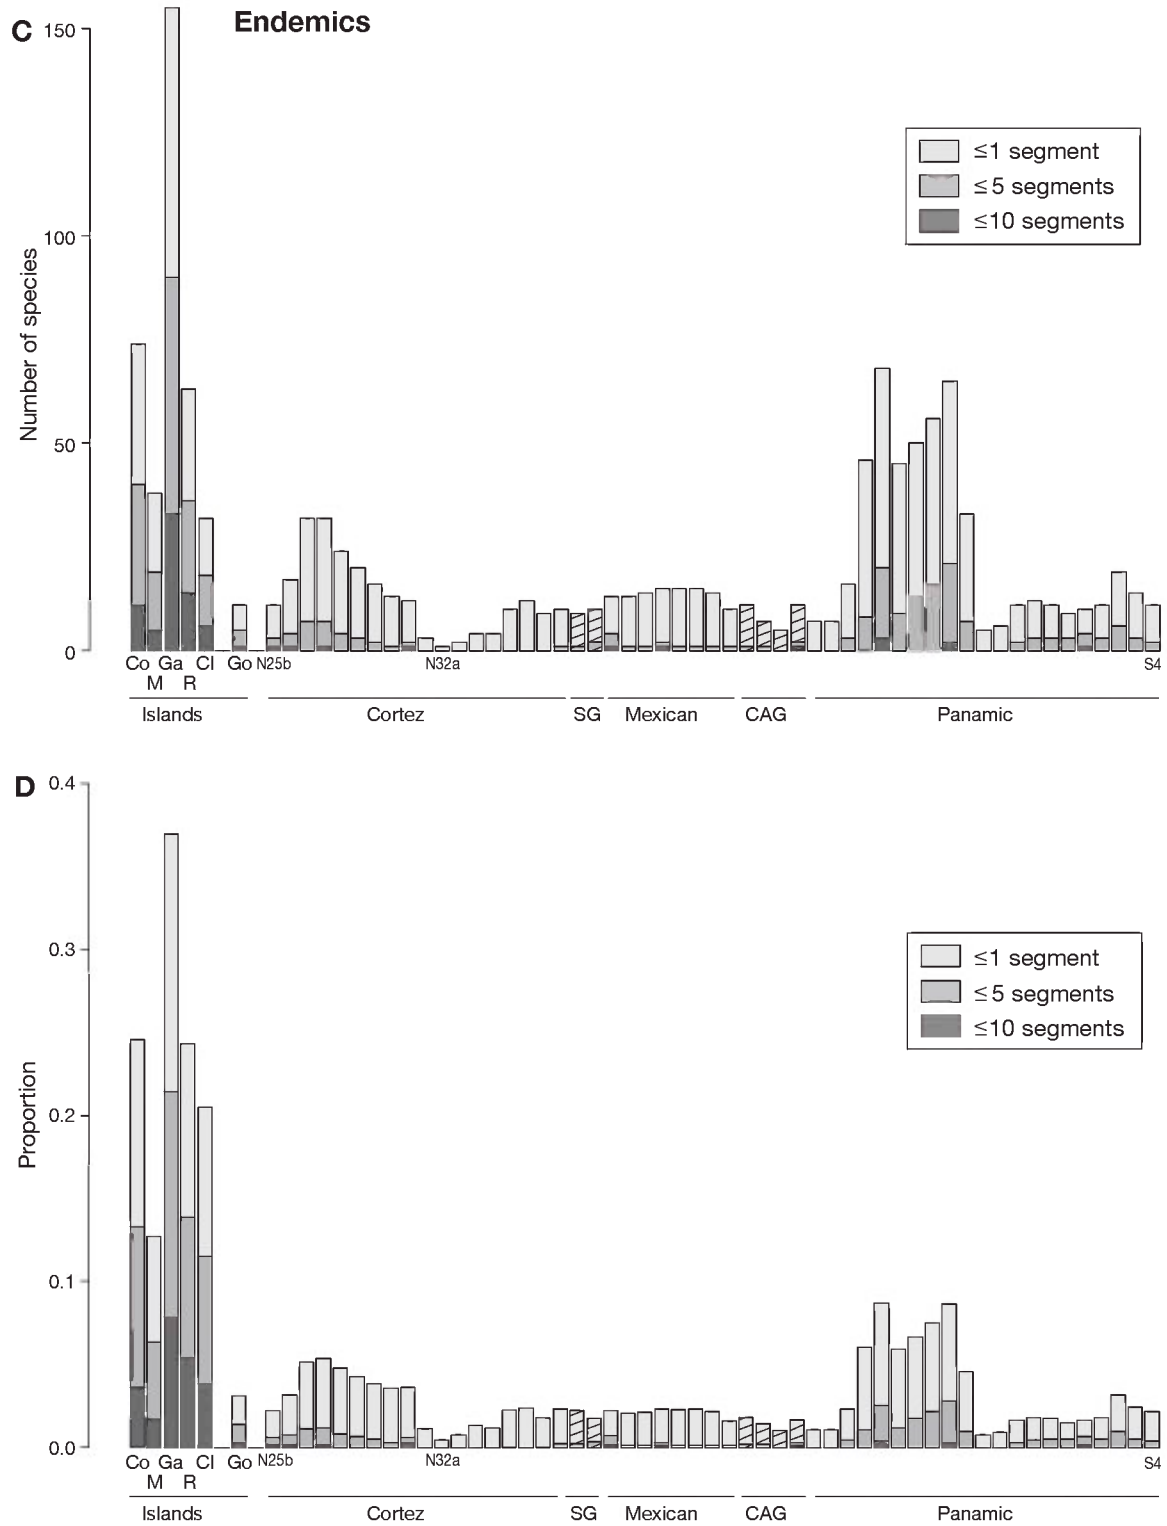 C
Endemics
150
100
50
0
Number of species
≤1 segment
≤5 segments
≤10 segments
Co M Ga R Cl Go N25b N32a S4
Islands Cortez SG Mexican CAG Panamic
D
0.4
0.3
0.2
0.1
0.0
Proportion
≤1 segment
≤5 segments
≤10 segments
Co M Ga R Cl Go N25b N32a S4
Islands Cortez SG Mexican CAG Panamic